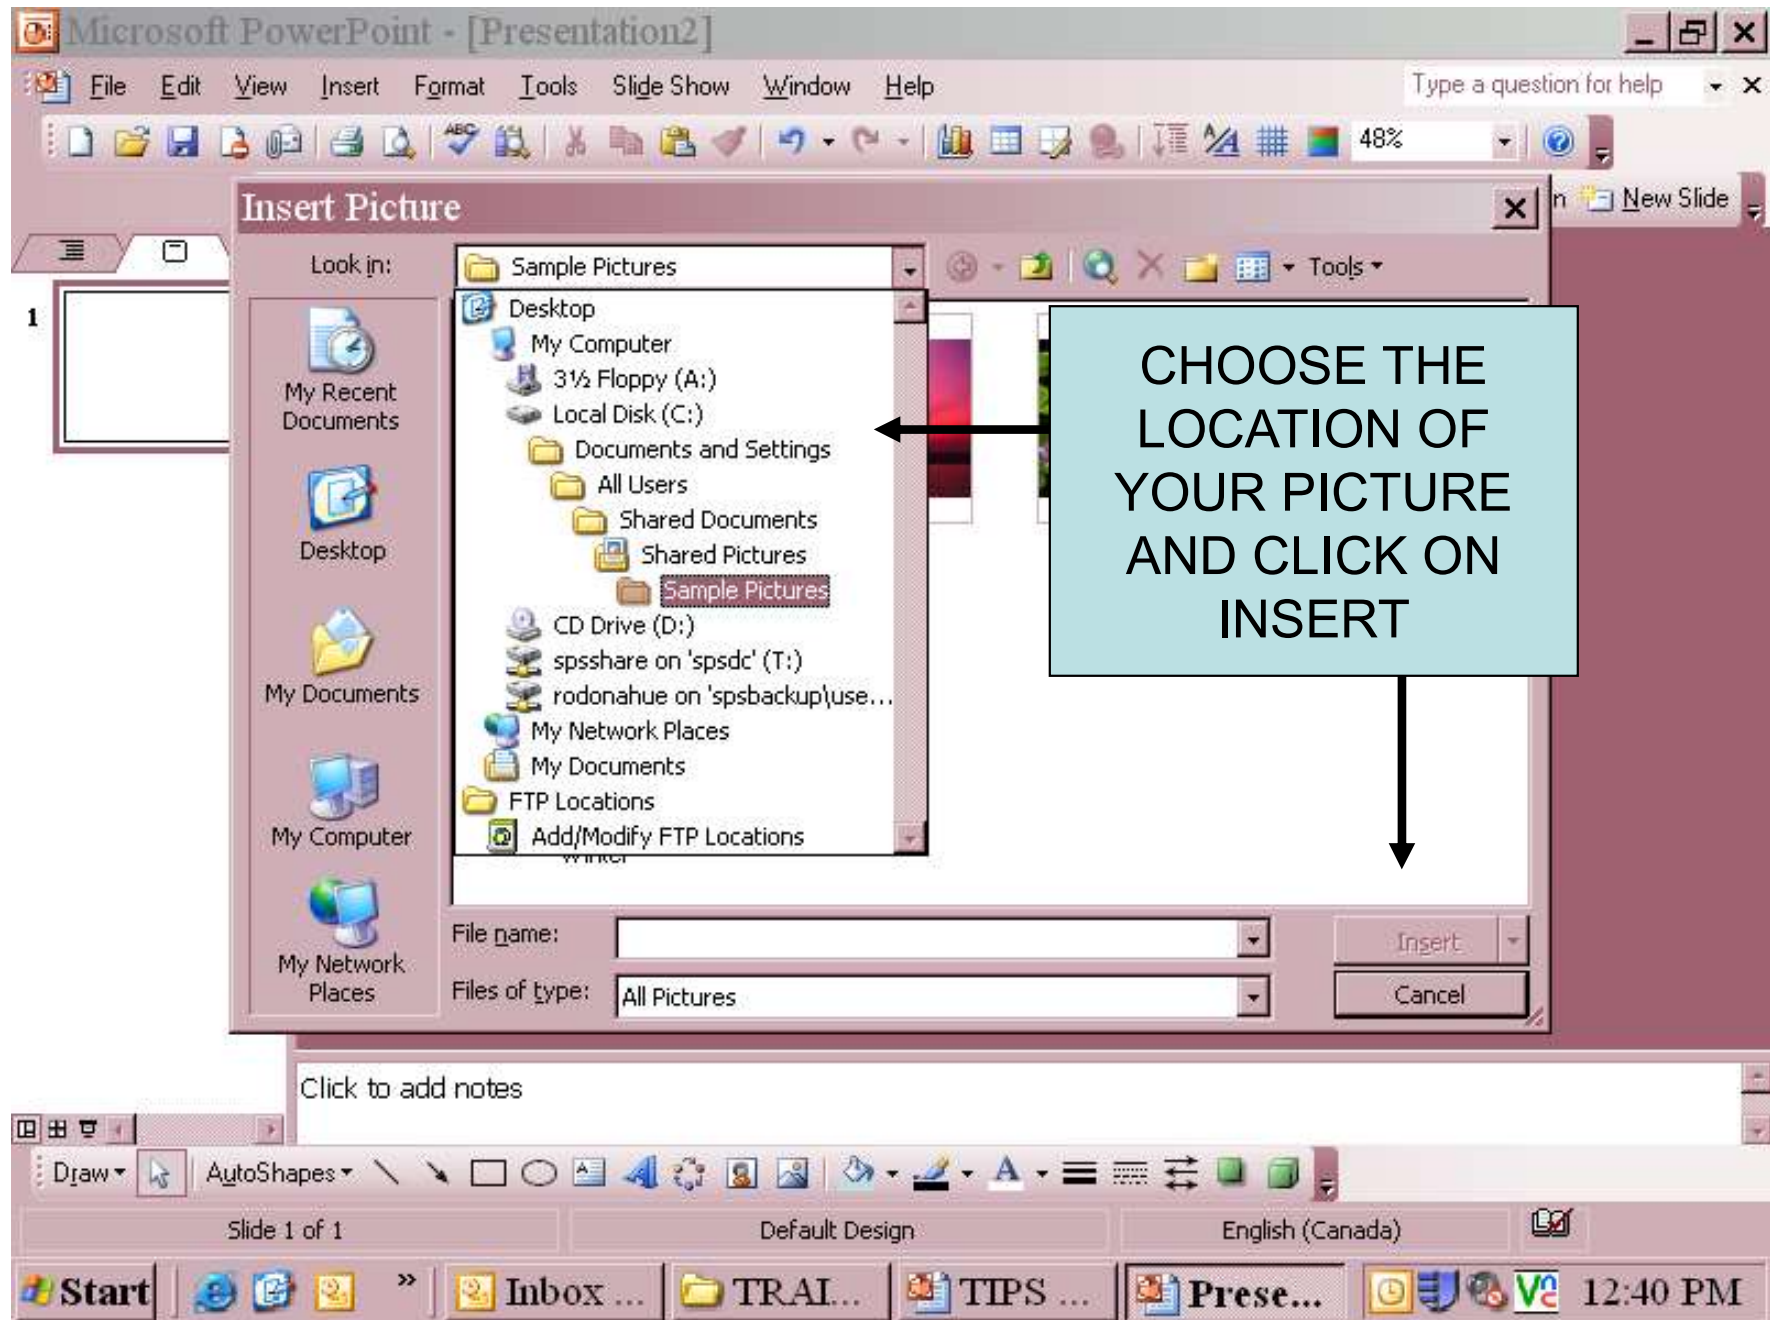 Microsoft PowerPoint - [Presentation2]
File Edit View Insert Format Tools Slide Show Window Help Type a question for help
48%
n New Slide
Insert Picture
Look in: Sample Pictures Tools
1
My Recent
Documents
Desktop
My Documents
My Computer
My Network
Places
Desktop
My Computer
3½ Floppy (A:)
Local Disk (C:)
Documents and Settings
All Users
Shared Documents
Shared Pictures
Sample Pictures
CD Drive (D:)
spsshare on 'spsdc' (T:)
rodonahue on 'spsbackup\use...
My Network Places
My Documents
FTP Locations
Add/Modify FTP Locations
CHOOSE THE
LOCATION OF
YOUR PICTURE
AND CLICK ON
INSERT
File name: Insert
Files of type: All Pictures Cancel
Click to add notes
Draw AutoShapes
Slide 1 of 1 Default Design English (Canada)
Start » Inbox ... TRAI... TIPS ... Prese... 12:40 PM